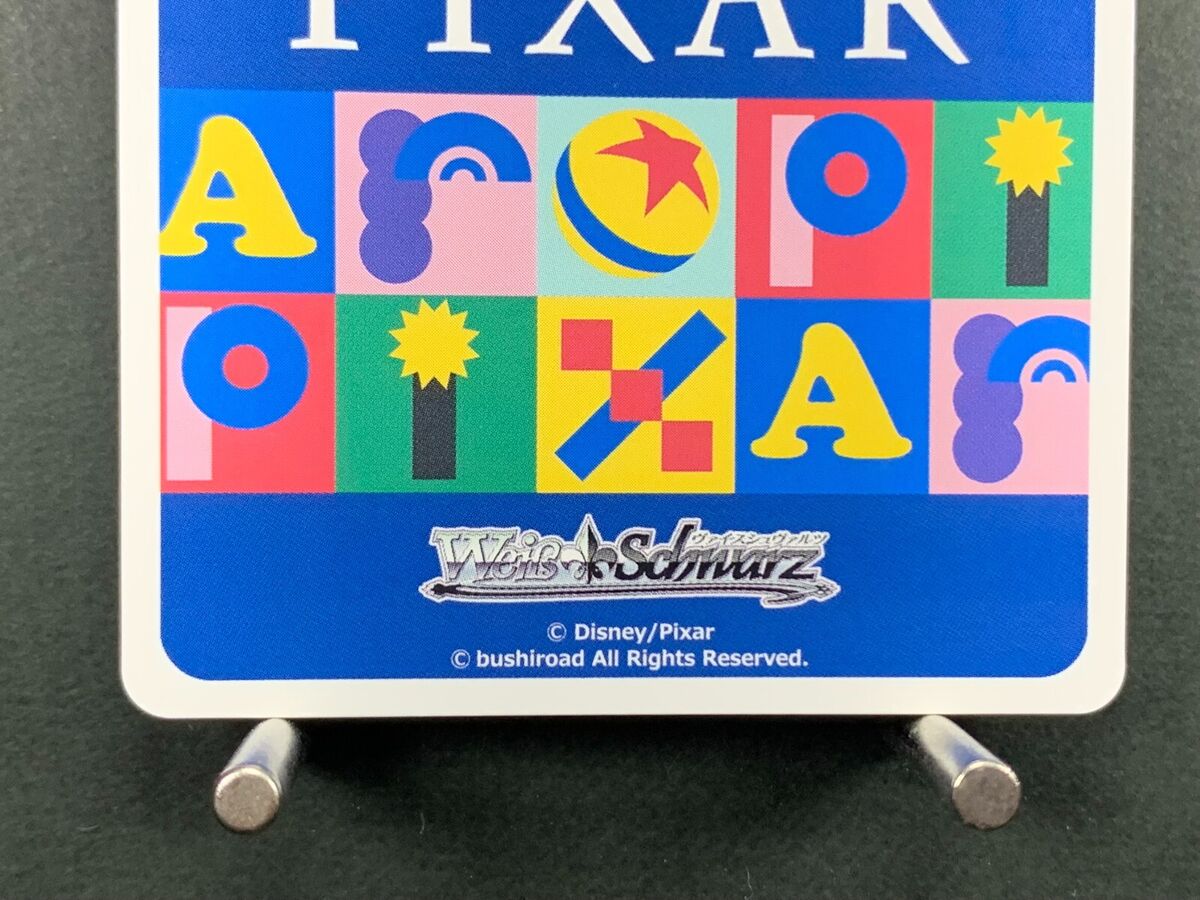 PIXAR
A r P i
P i X A r
Weiß Schwarz
ヴァイスシュヴァルツ
© Disney/Pixar
© bushiroad All Rights Reserved.